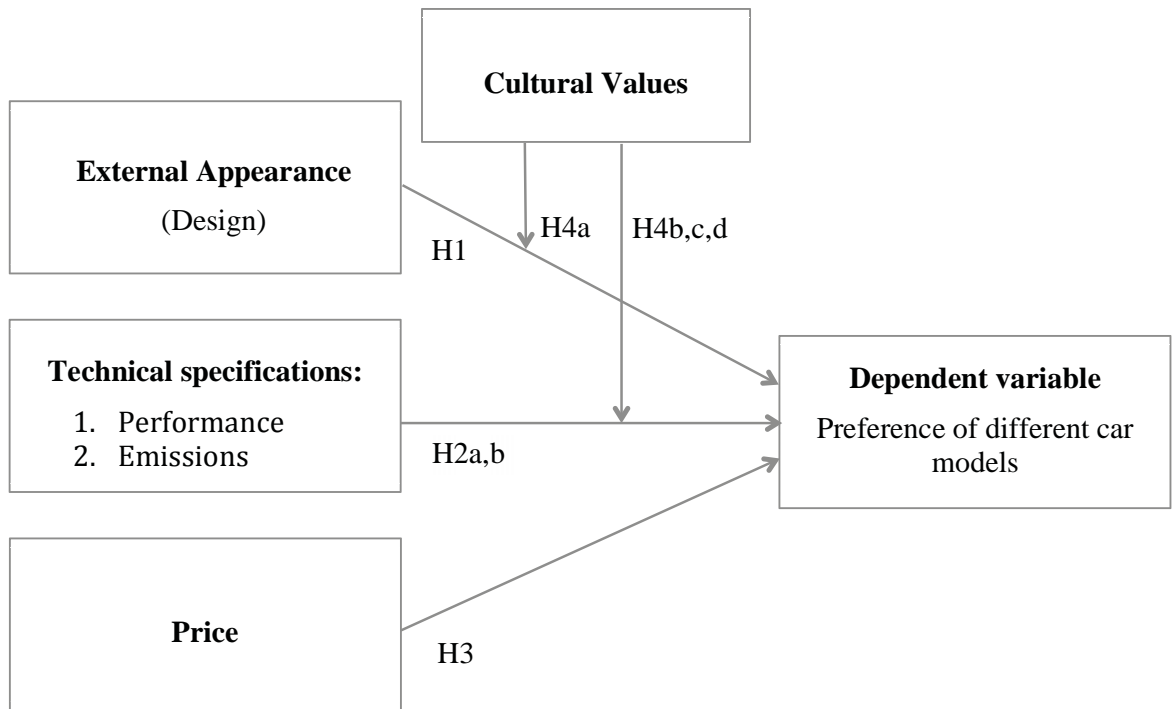 Cultural Values
External Appearance
(Design)
H4a
H4b,c,d
H1
Technical specifications:
1. Performance
2. Emissions
H2a,b
Dependent variable
Preference of different car
models
Price
H3